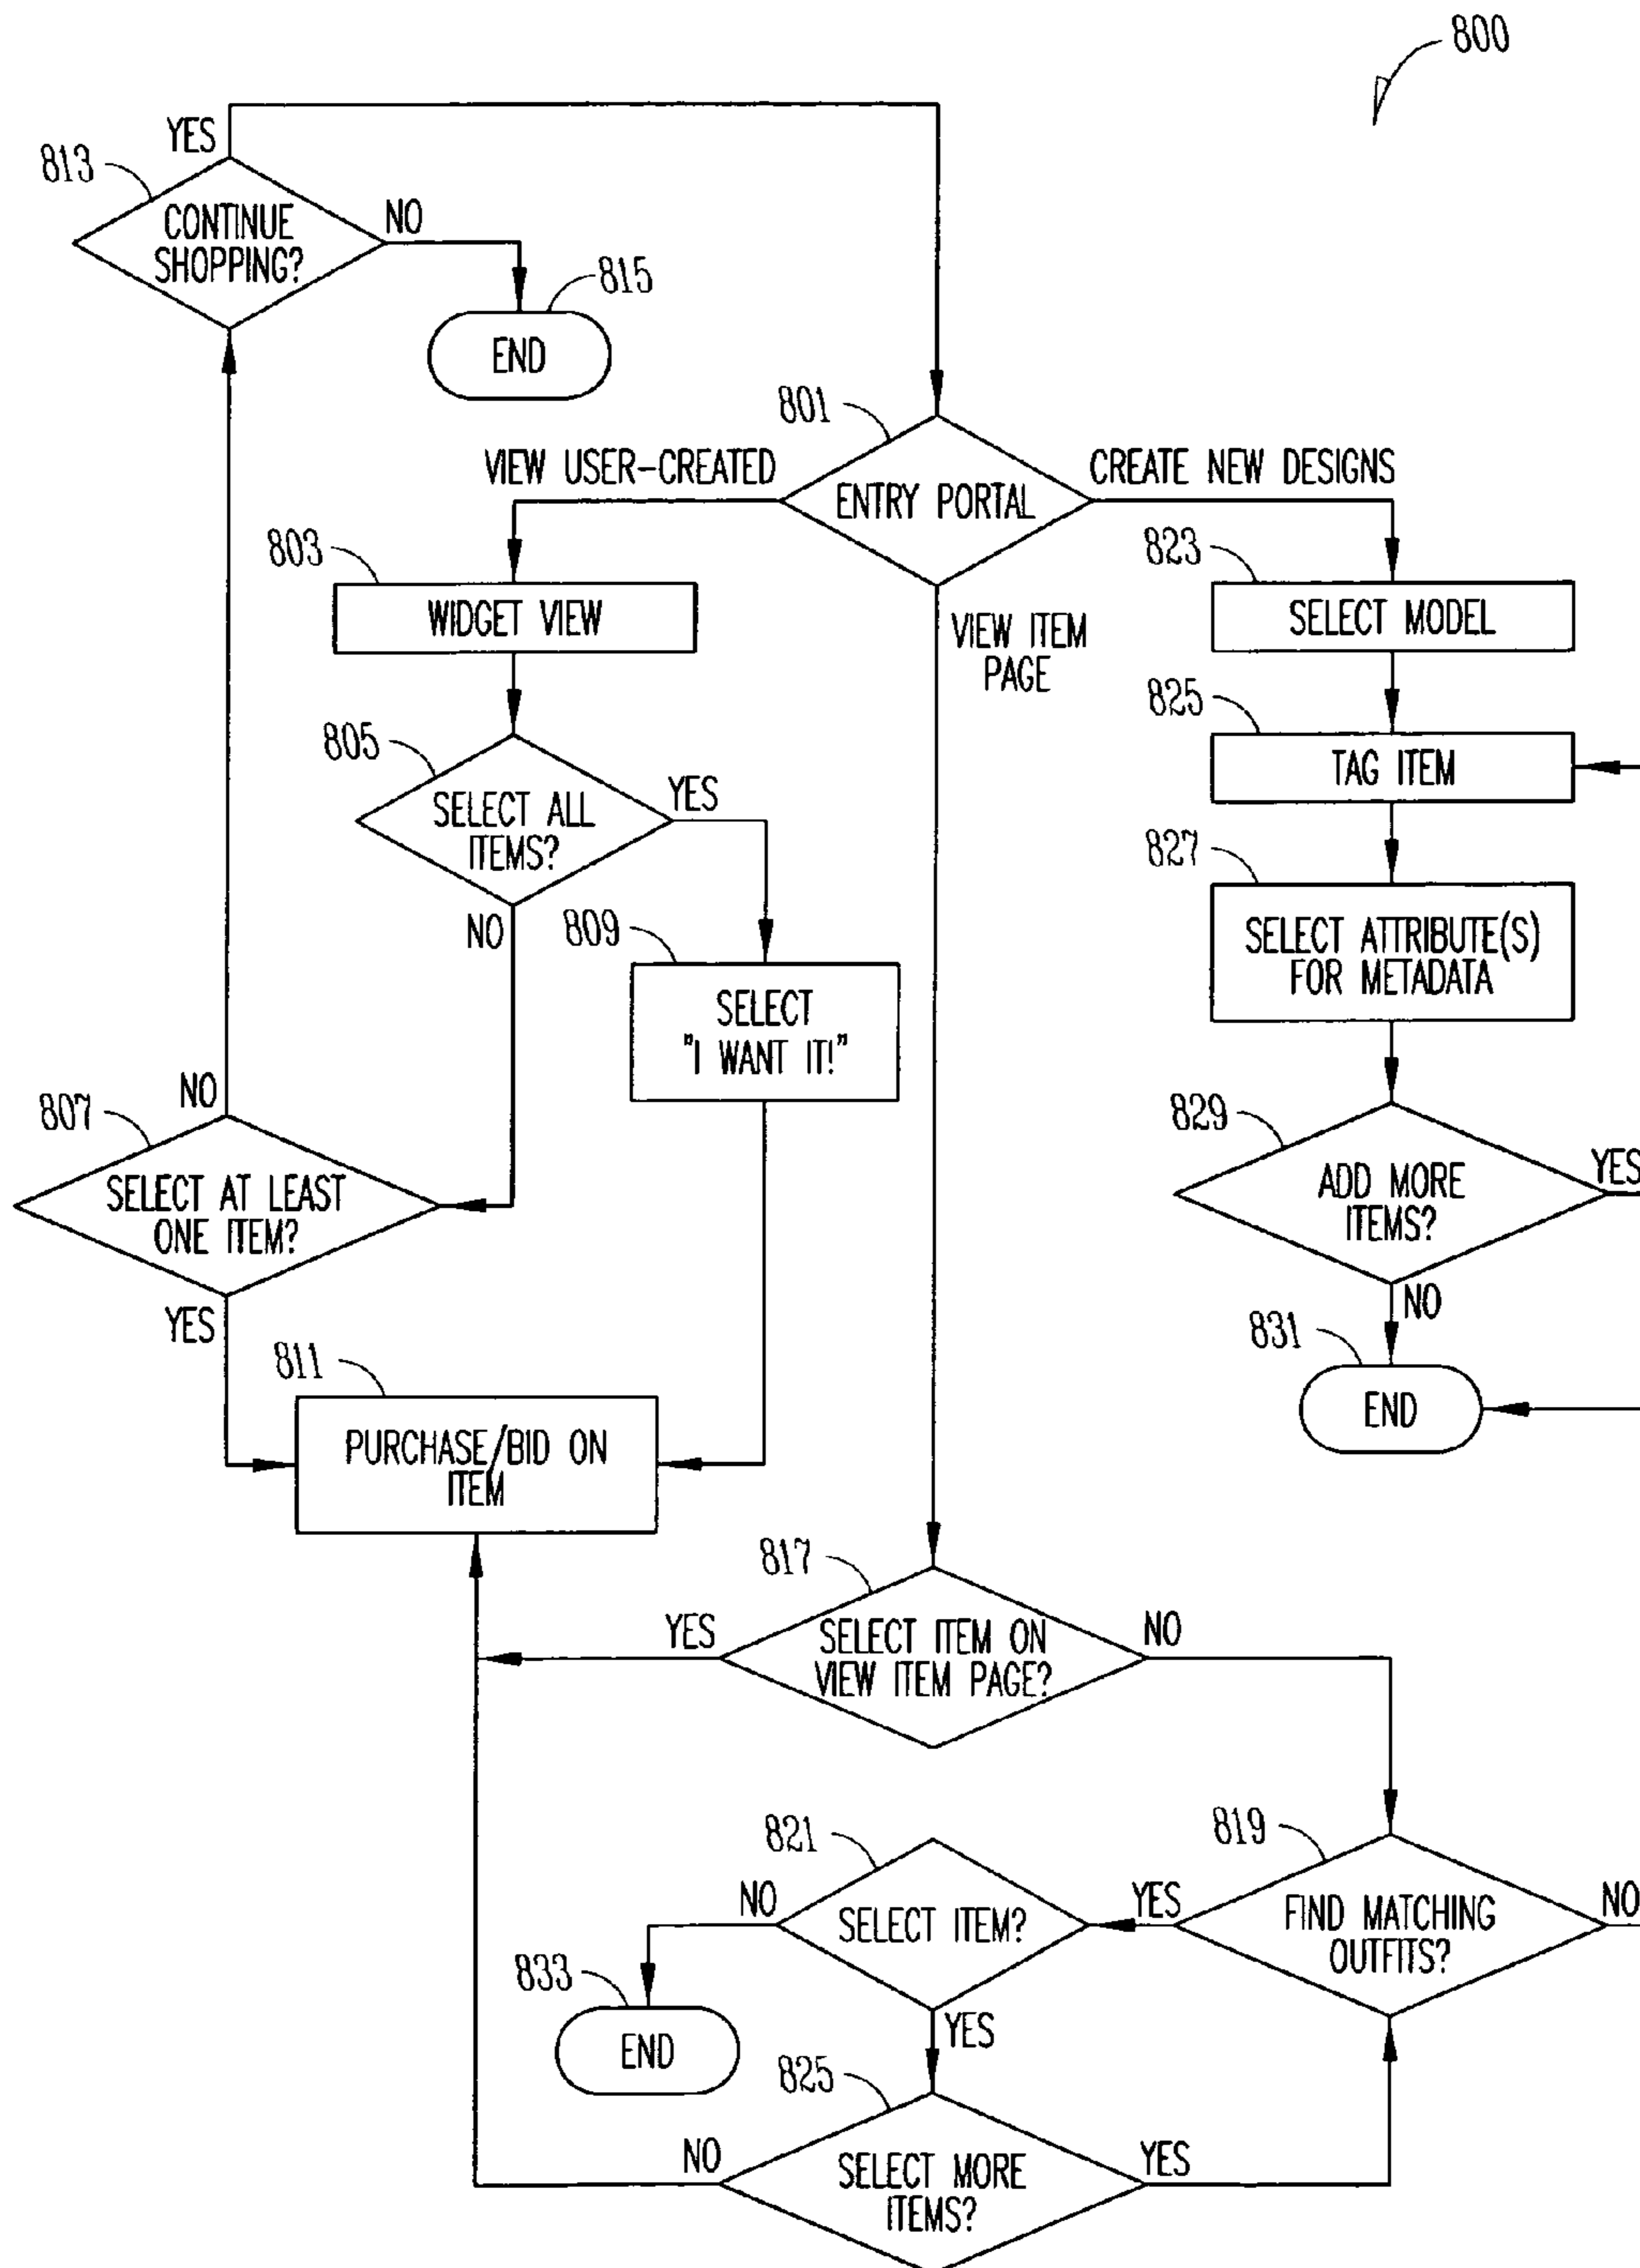 800
YES
813
CONTINUE
SHOPPING?
NO
815
END
801
VIEW USER-CREATED
ENTRY PORTAL
CREATE NEW DESIGNS
803
WIDGET VIEW
VIEW ITEM
PAGE
823
SELECT MODEL
825
TAG ITEM
805
SELECT ALL
ITEMS?
YES
NO
827
SELECT ATTRIBUTE(S)
FOR METADATA
809
SELECT
"I WANT IT!"
NO
807
SELECT AT LEAST
ONE ITEM?
YES
829
ADD MORE
ITEMS?
YES
NO
831
END
811
PURCHASE/BID ON
ITEM
817
YES
SELECT ITEM ON
VIEW ITEM PAGE?
NO
821
NO
SELECT ITEM?
YES
819
YES
FIND MATCHING
OUTFITS?
NO
833
END
825
NO
SELECT MORE
ITEMS?
YES